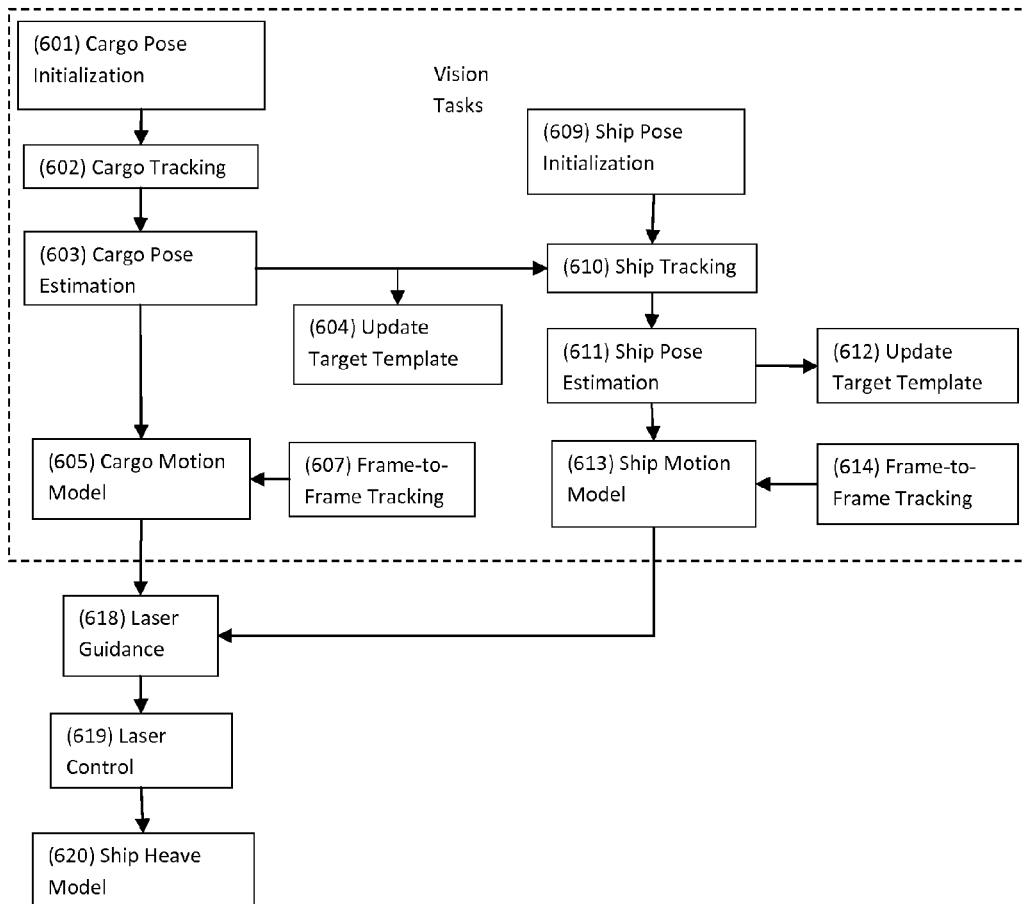 (601) Cargo Pose
Initialization
Vision
Tasks
(609) Ship Pose
Initialization
(602) Cargo Tracking
(603) Cargo Pose
Estimation
(610) Ship Tracking
(604) Update
Target Template
(611) Ship Pose
Estimation
(612) Update
Target Template
(605) Cargo Motion
Model
(607) Frame-to-
Frame Tracking
(613) Ship Motion
Model
(614) Frame-to-
Frame Tracking
(618) Laser
Guidance
(619) Laser
Control
(620) Ship Heave
Model